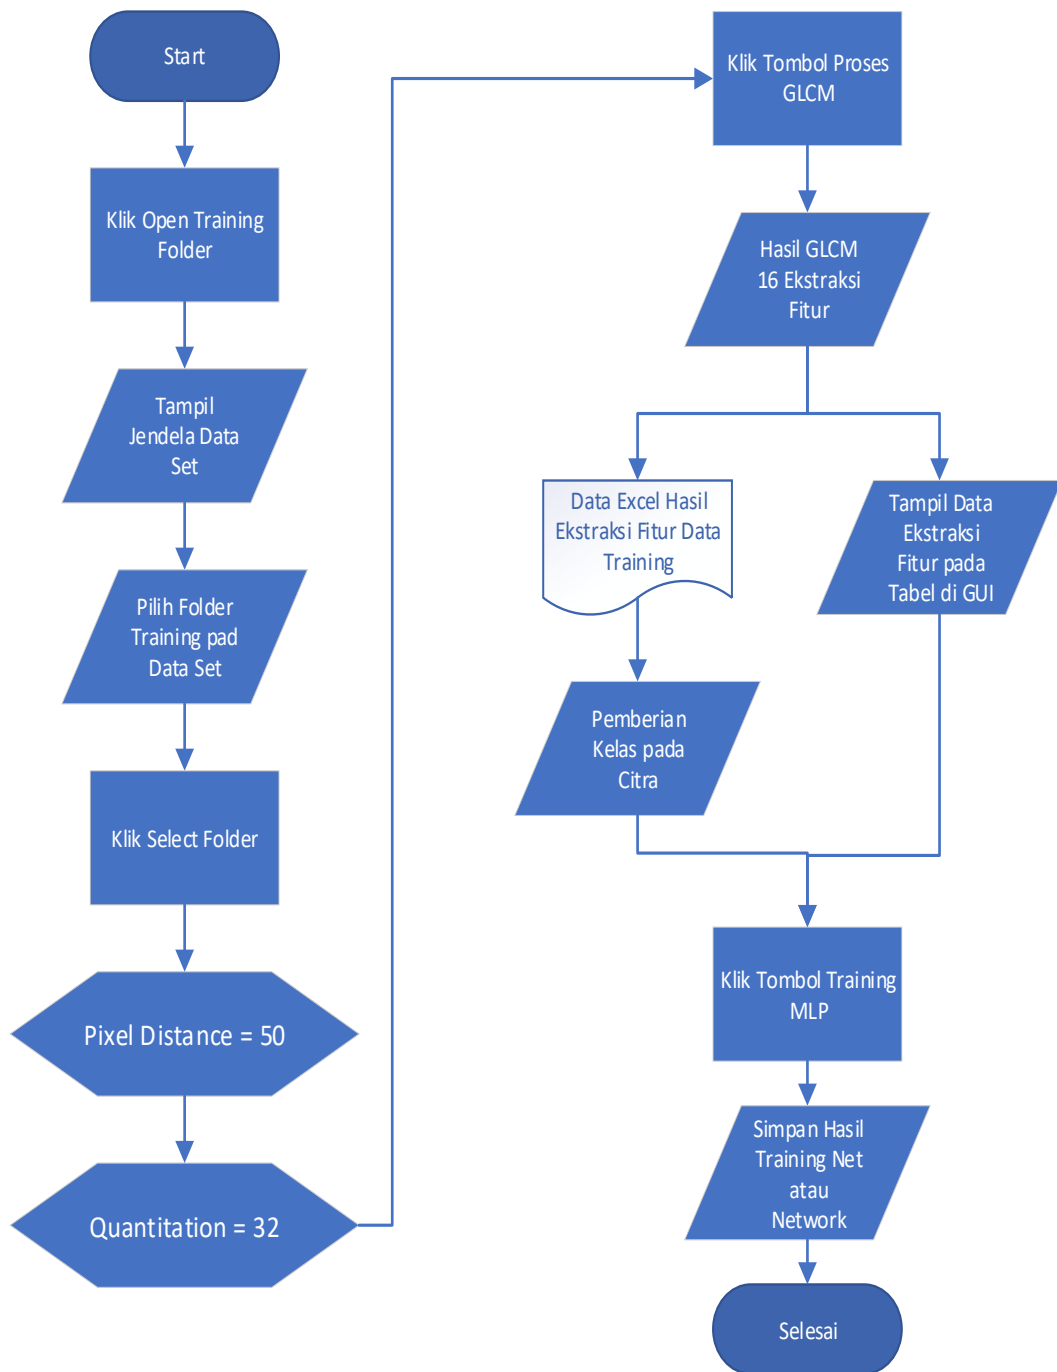 Start
Klik Open Training
Folder
Tampil
Jendela Data
Set
Pilih Folder
Training pad
Data Set
Klik Select Folder
Pixel Distance = 50
Quantitation = 32
Klik Tombol Proses
GLCM
Hasil GLCM
16 Ekstraksi
Fitur
Data Excel Hasil
Ekstraksi Fitur Data
Training
Tampil Data
Ekstraksi
Fitur pada
Tabel di GUI
Pemberian
Kelas pada
Citra
Klik Tombol Training
MLP
Simpan Hasil
Training Net
atau
Network
Selesai